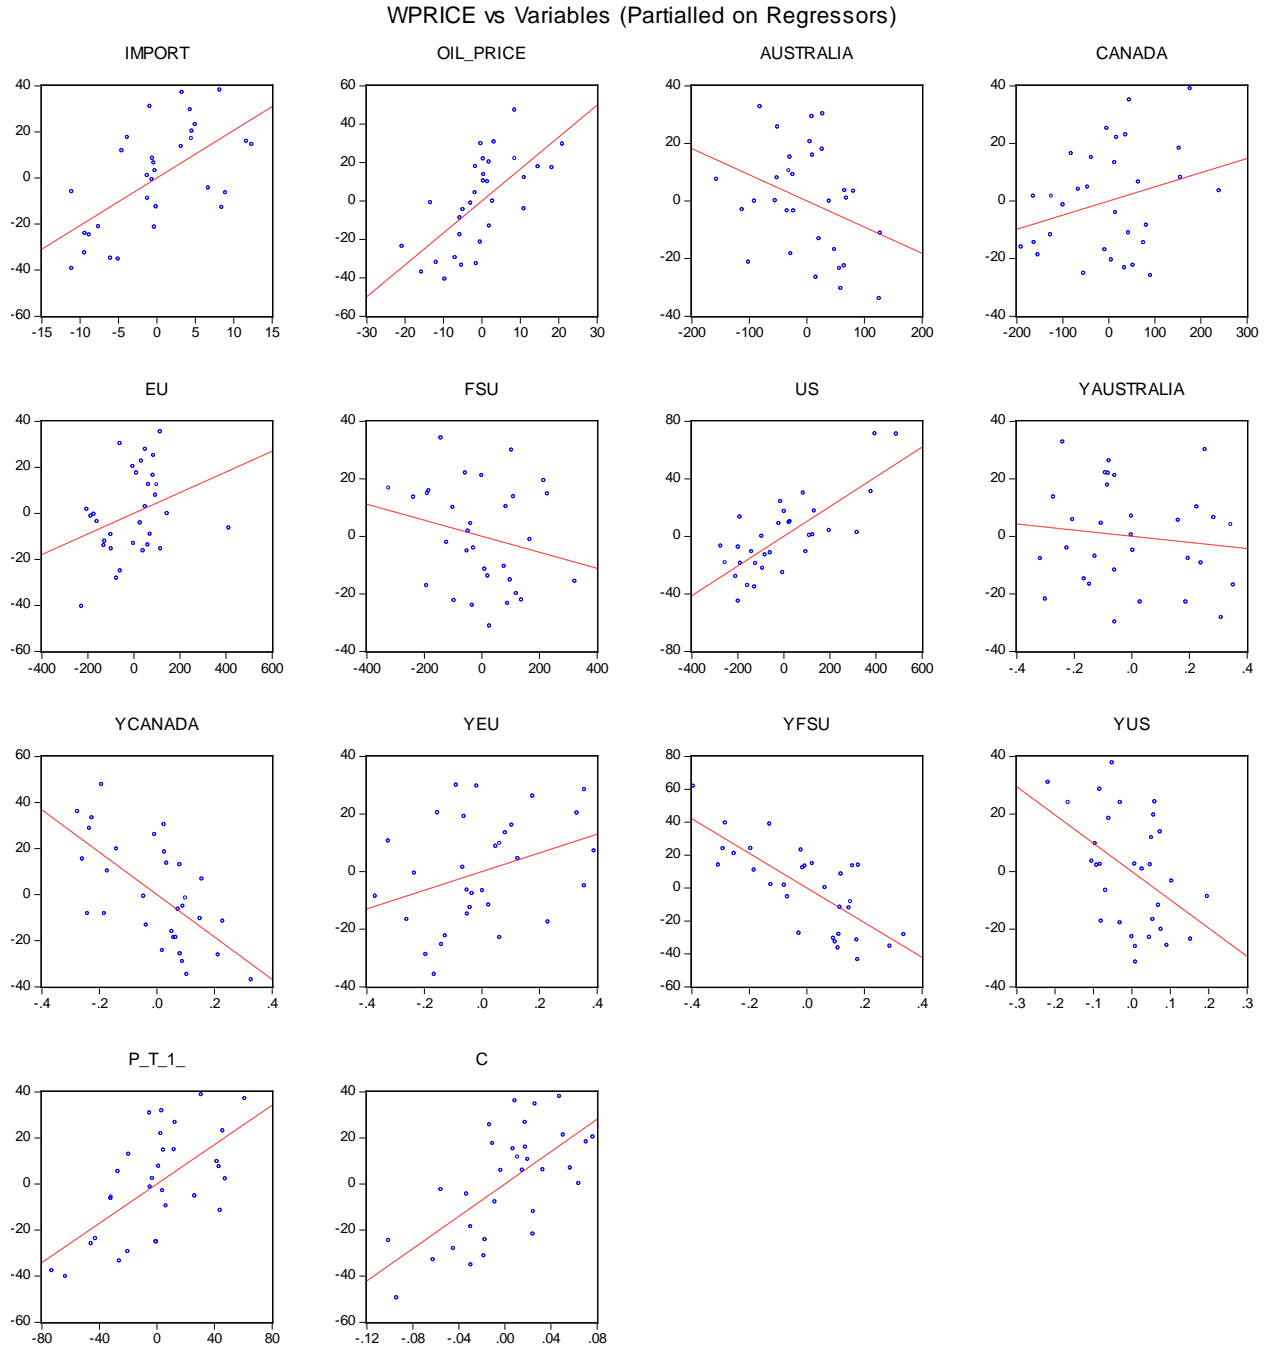 WPRICE vs Variables (Partialled on Regressors)
IMPORT
40
20
0
-20
-40
-60
-15 -10 -5 0 5 10 15
OIL_PRICE
60
40
20
0
-20
-40
-60
-30 -20 -10 0 10 20 30
AUSTRALIA
40
20
0
-20
-40
-200 -100 0 100 200
CANADA
40
20
0
-20
-40
-200 -100 0 100 200 300
EU
40
20
0
-20
-40
-60
-400 -200 0 200 400 600
FSU
40
20
0
-20
-40
-400 -200 0 200 400
US
80
40
0
-40
-80
-400 -200 0 200 400 600
YAUSTRALIA
40
20
0
-20
-40
-.4 -.2 .0 .2 .4
YCANADA
60
40
20
0
-20
-40
-.4 -.2 .0 .2 .4
YEU
40
20
0
-20
-40
-.4 -.2 .0 .2 .4
YFSU
80
60
40
20
0
-20
-40
-60
-.4 -.2 .0 .2 .4
YUS
40
20
0
-20
-40
-.3 -.2 -.1 .0 .1 .2 .3
P_T_1_
40
20
0
-20
-40
-60
-80 -40 0 40 80
C
40
20
0
-20
-40
-60
-.12 -.08 -.04 .00 .04 .08